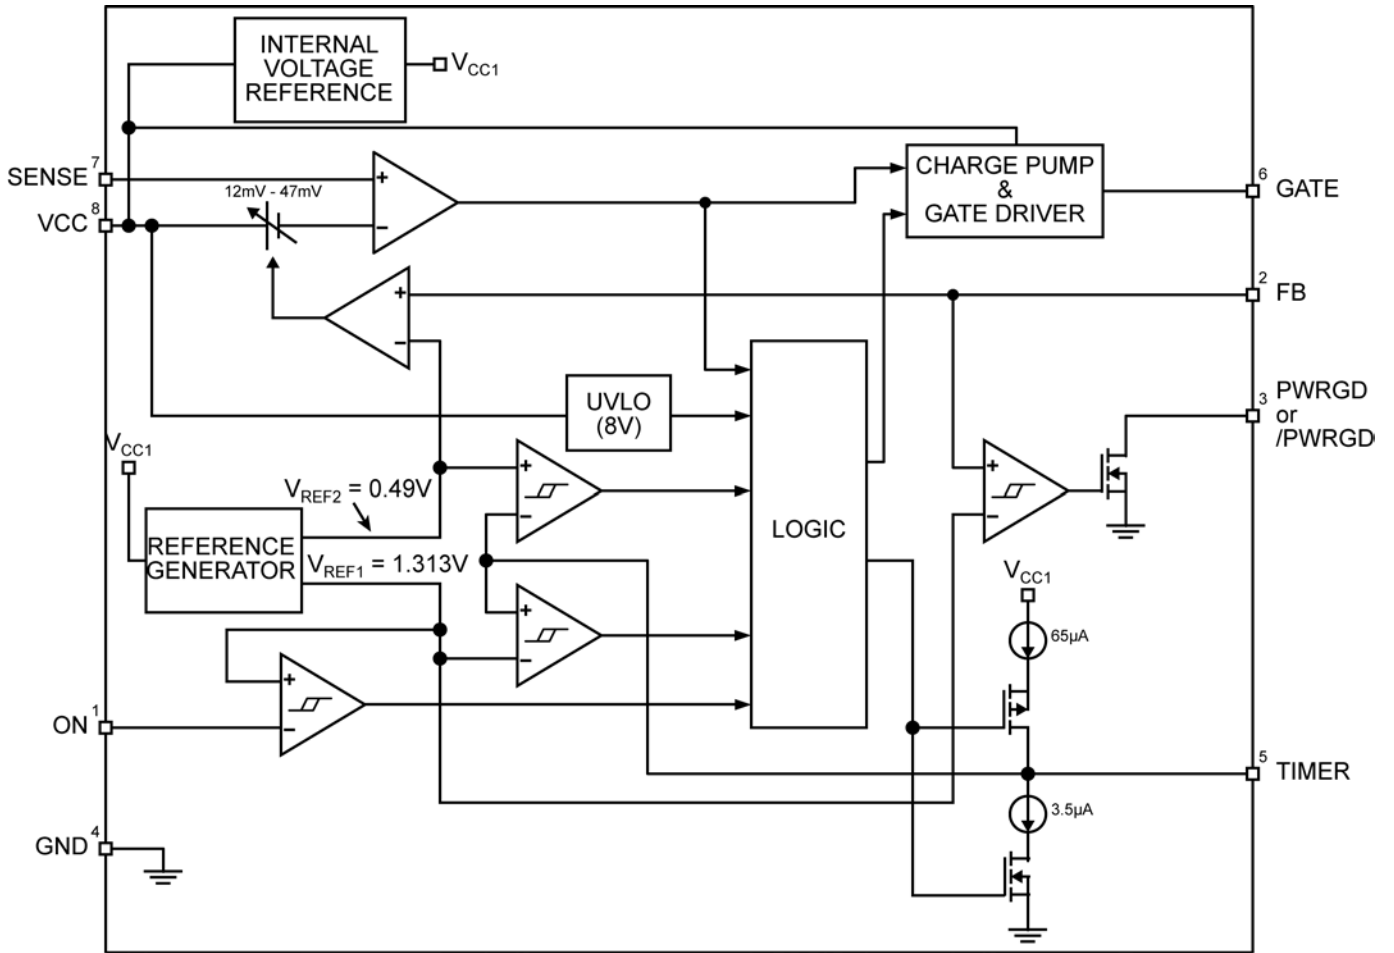 INTERNAL
VOLTAGE
REFERENCE
VCC1
7
SENSE
12mV - 47mV
8
VCC
CHARGE PUMP
&
GATE DRIVER
6
GATE
+
−
2
FB
+
−
UVLO
(8V)
3
PWRGD
or
/PWRGD
VCC1
VREF2 = 0.49V
+
−
+
−
LOGIC
REFERENCE
GENERATOR
VREF1 = 1.313V
VCC1
+
−
65µA
+
−
1
ON
5
TIMER
3.5µA
4
GND